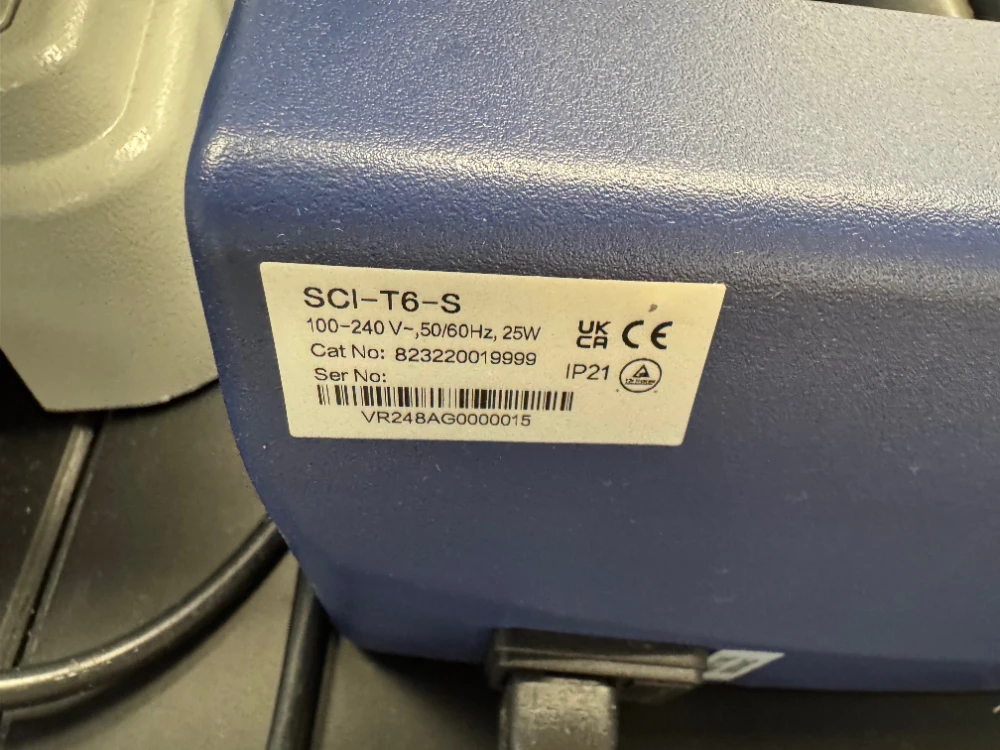 SCI-T6-S
100-240 V~,50/60Hz, 25W
UK
CA
CE
Cat No: 823220019999
IP21
Ser No:
VR248AG0000015